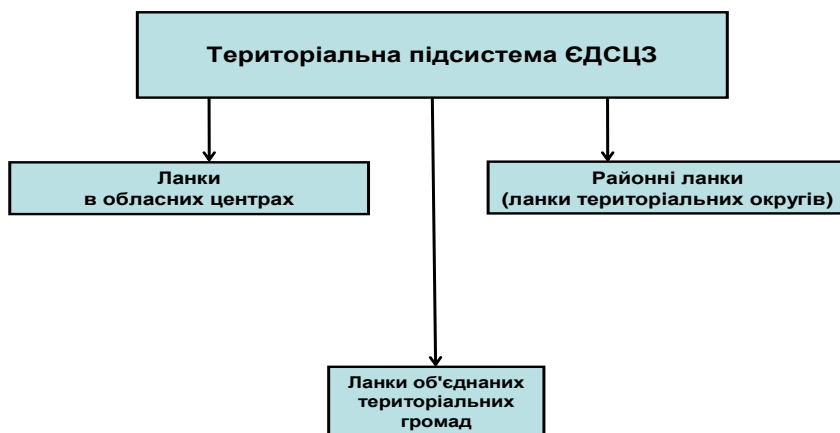 Територіальна підсистема ЄДСЦЗ
Ланки
в обласних центрах
Районні ланки
(ланки територіальних округів)
Ланки об'єднаних
територіальних
громад